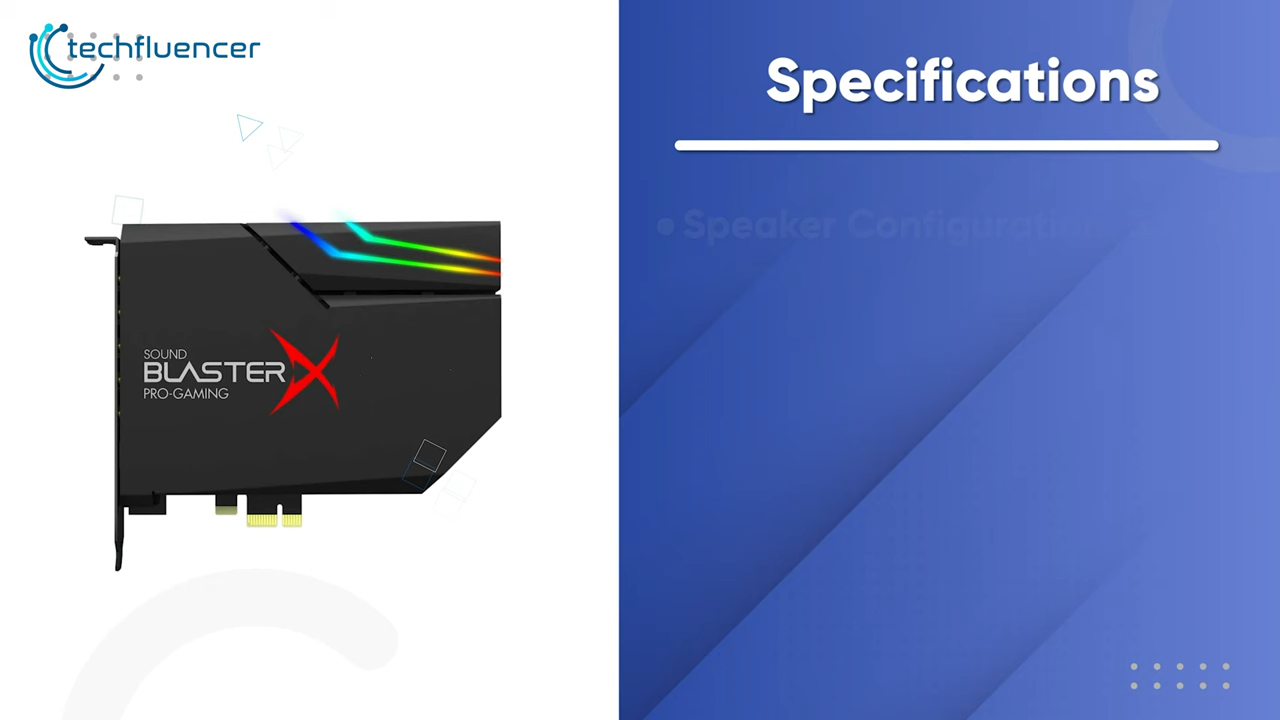 techfluencer
Specifications
• Speaker Configuration
SOUND
BLASTERX
PRO-GAMING